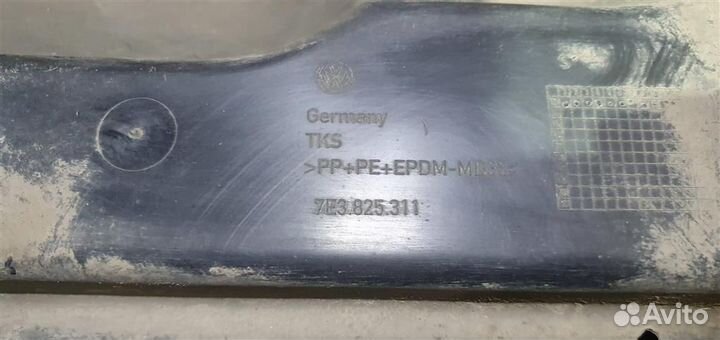 Germany
TKS
>PP+PE+EPDM-
7E3.825.311
Avito